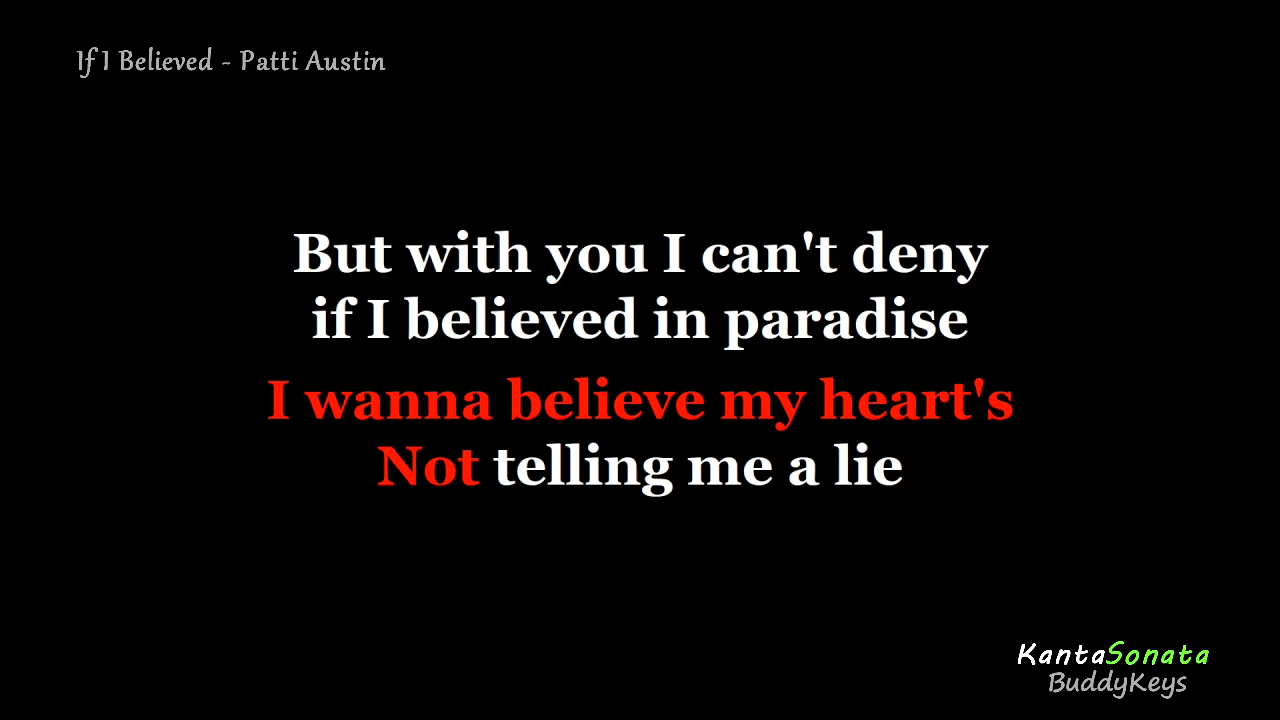 If I Believed - Patti Austin
But with you I can't deny
if I believed in paradise
I wanna believe my heart's
Not telling me a lie
KantaSonata
BuddyKeys